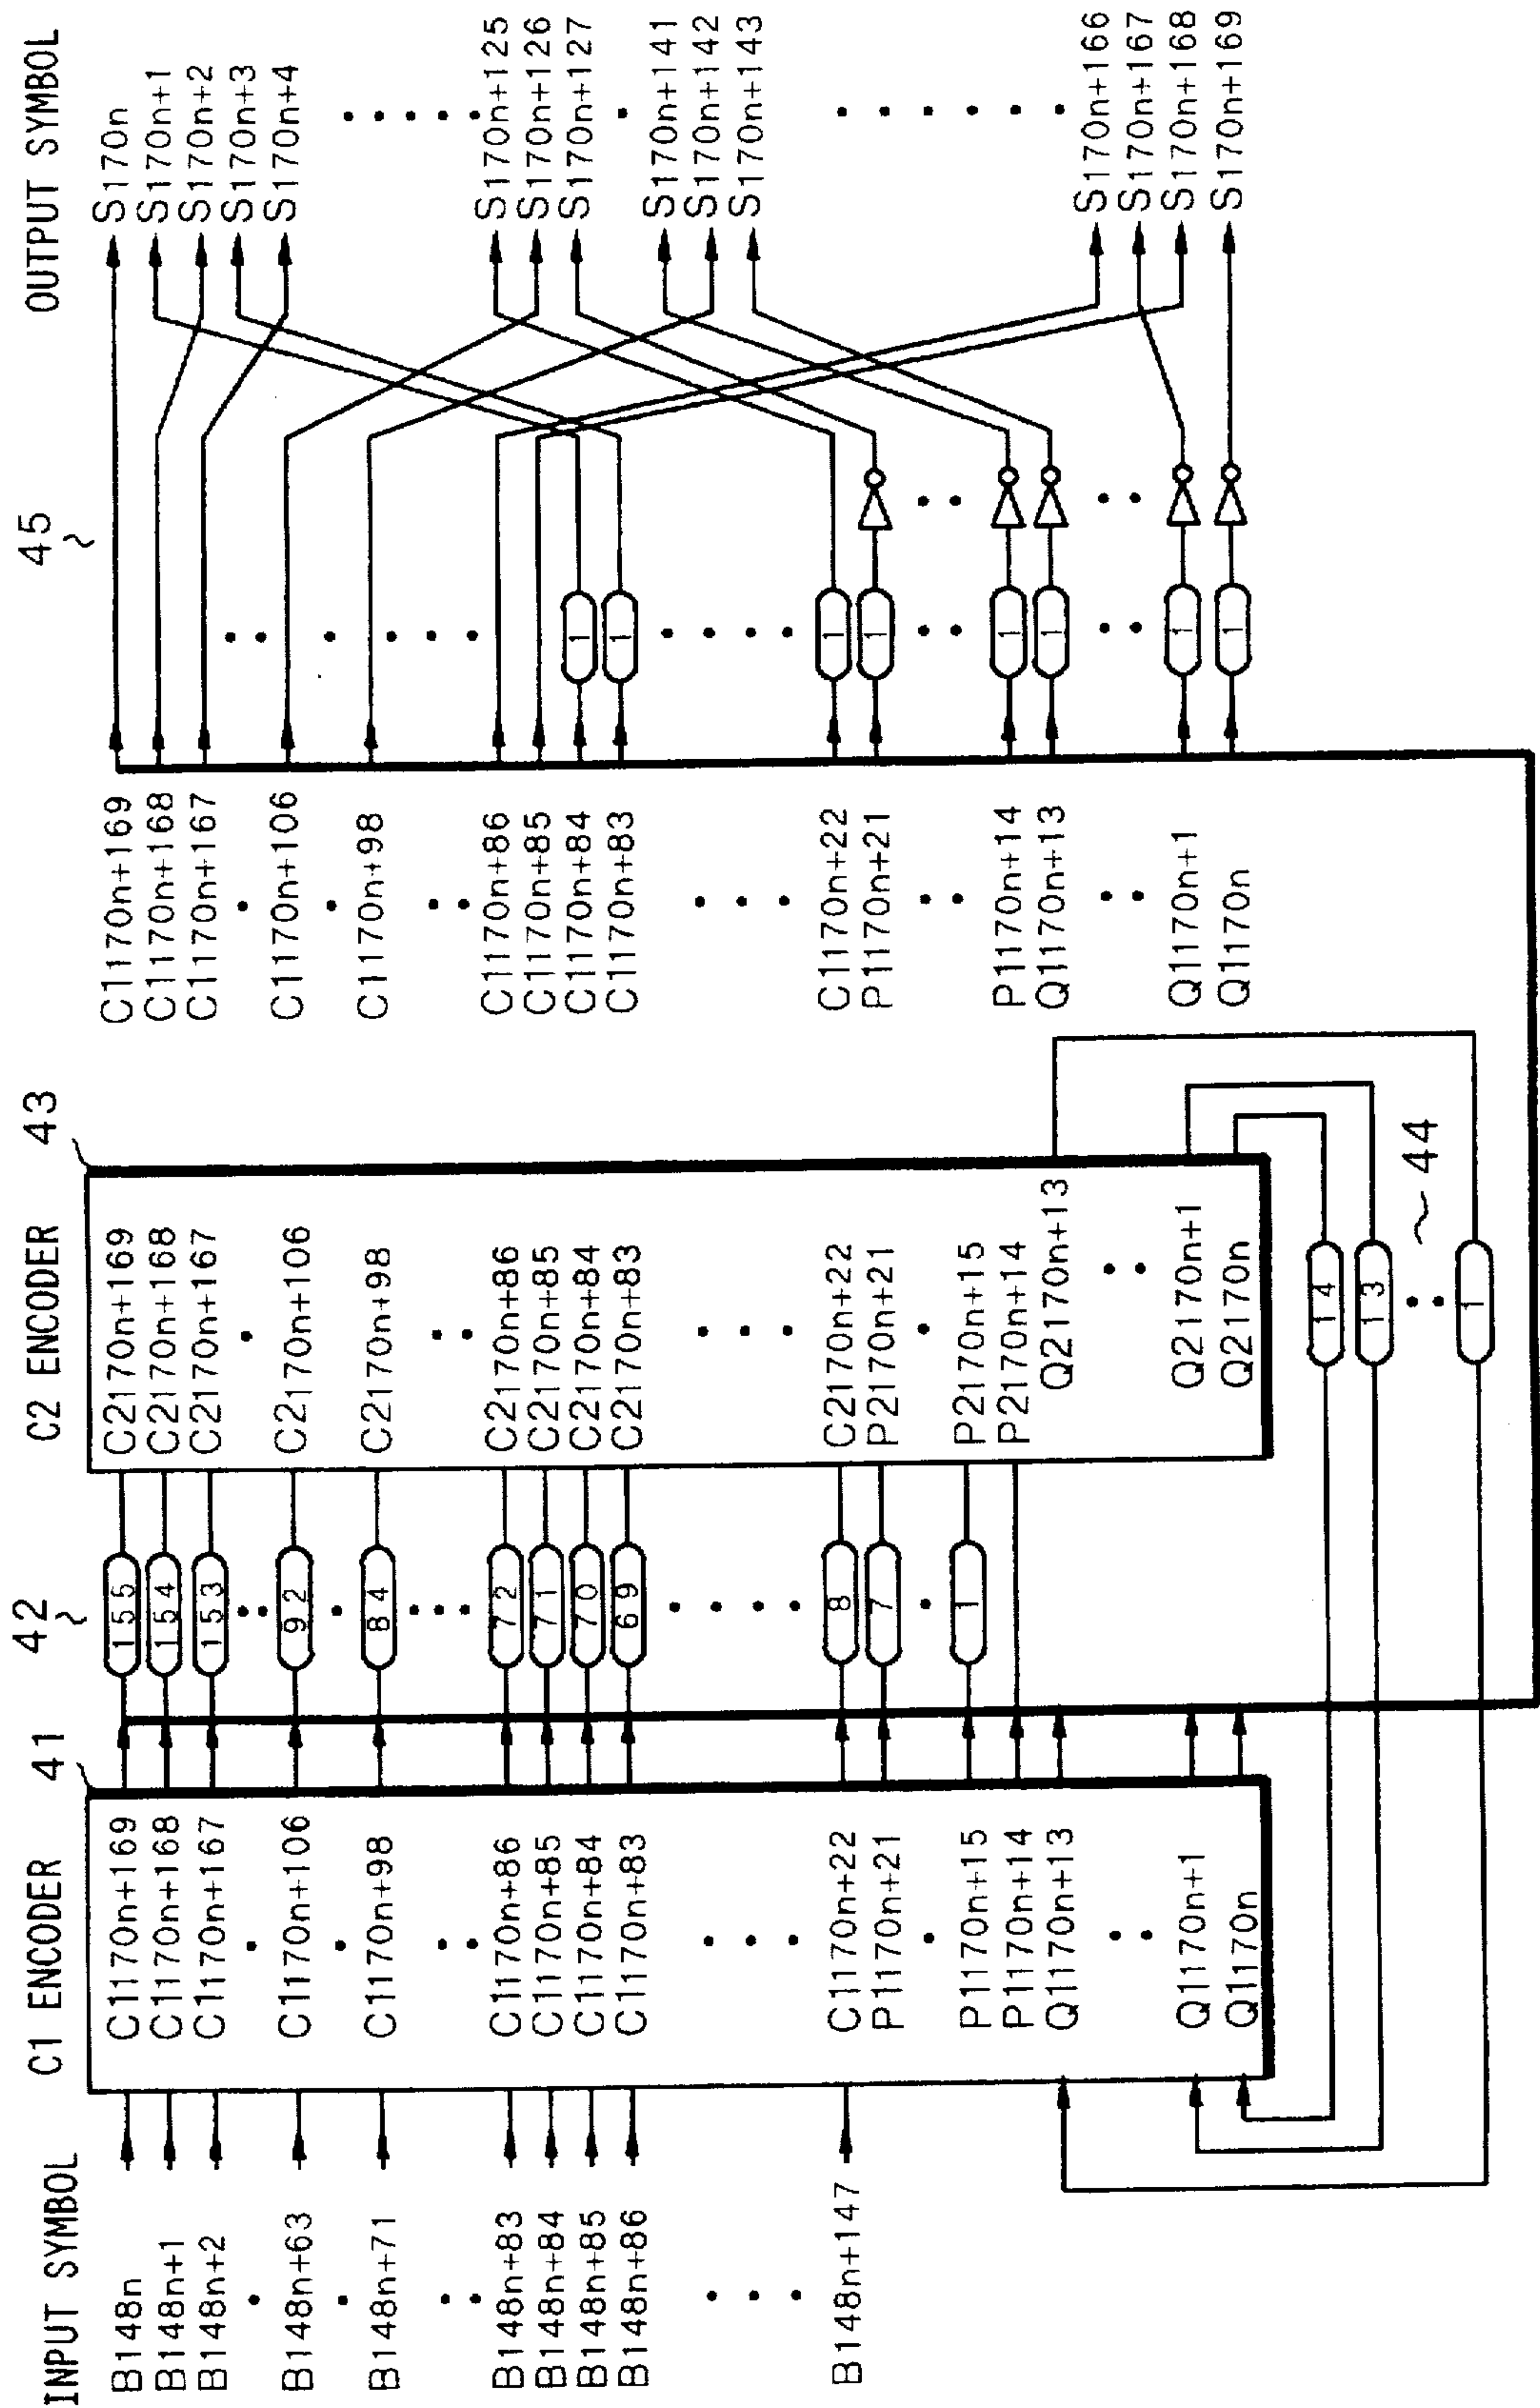 INPUT SYMBOL
B148n
B148n+1
B148n+2
B148n+63
B148n+71
B148n+83
B148n+84
B148n+85
B148n+86
B148n+147
C1 ENCODER
41
C1170n+169
C1170n+168
C1170n+167
C1170n+106
C1170n+98
C1170n+86
C1170n+85
C1170n+84
C1170n+83
C1170n+22
P1170n+21
P1170n+15
P1170n+14
Q1170n+13
Q1170n+1
Q1170n
42
155
154
153
92
84
72
71
70
69
8
7
1
C2 ENCODER
43
C2170n+169
C2170n+168
C2170n+167
C2170n+106
C2170n+98
C2170n+86
C2170n+85
C2170n+84
C2170n+83
C2170n+22
P2170n+21
P2170n+15
P2170n+14
Q2170n+13
Q2170n+1
Q2170n
14
13
1
44
C1170n+169
C1170n+168
C1170n+167
C1170n+106
C1170n+98
C1170n+86
C1170n+85
C1170n+84
C1170n+83
C1170n+22
P1170n+21
P1170n+14
Q1170n+13
Q1170n+1
Q1170n
45
1
1
1
1
1
1
1
1
OUTPUT SYMBOL
S170n
S170n+1
S170n+2
S170n+3
S170n+4
S170n+125
S170n+126
S170n+127
S170n+141
S170n+142
S170n+143
S170n+166
S170n+167
S170n+168
S170n+169